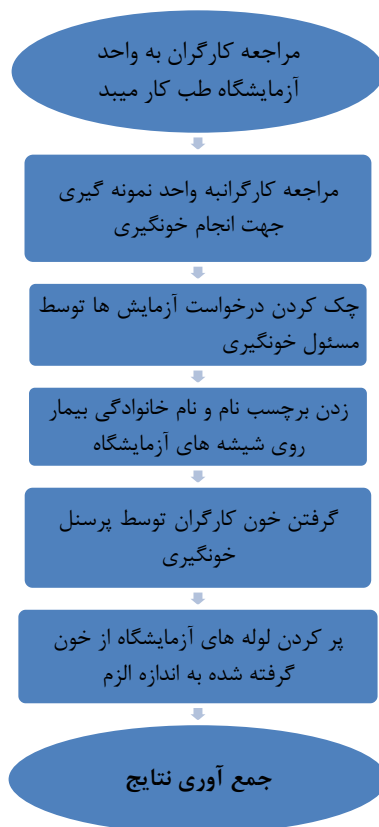 مراجعه کارگران به واحد
آزمایشگاه طب کار میبد
مراجعه کارگرانبه واحد نمونه گیری
جهت انجام خونگیری
چک کردن درخواست آزمایش ها توسط
مسئول خونگیری
زدن برچسب نام و نام خانوادگی بیمار
روی شیشه های آزمایشگاه
گرفتن خون کارگران توسط پرسنل
خونگیری
پر کردن لوله های آزمایشگاه از خون
گرفته شده به اندازه الزم
جمع آوری نتایج